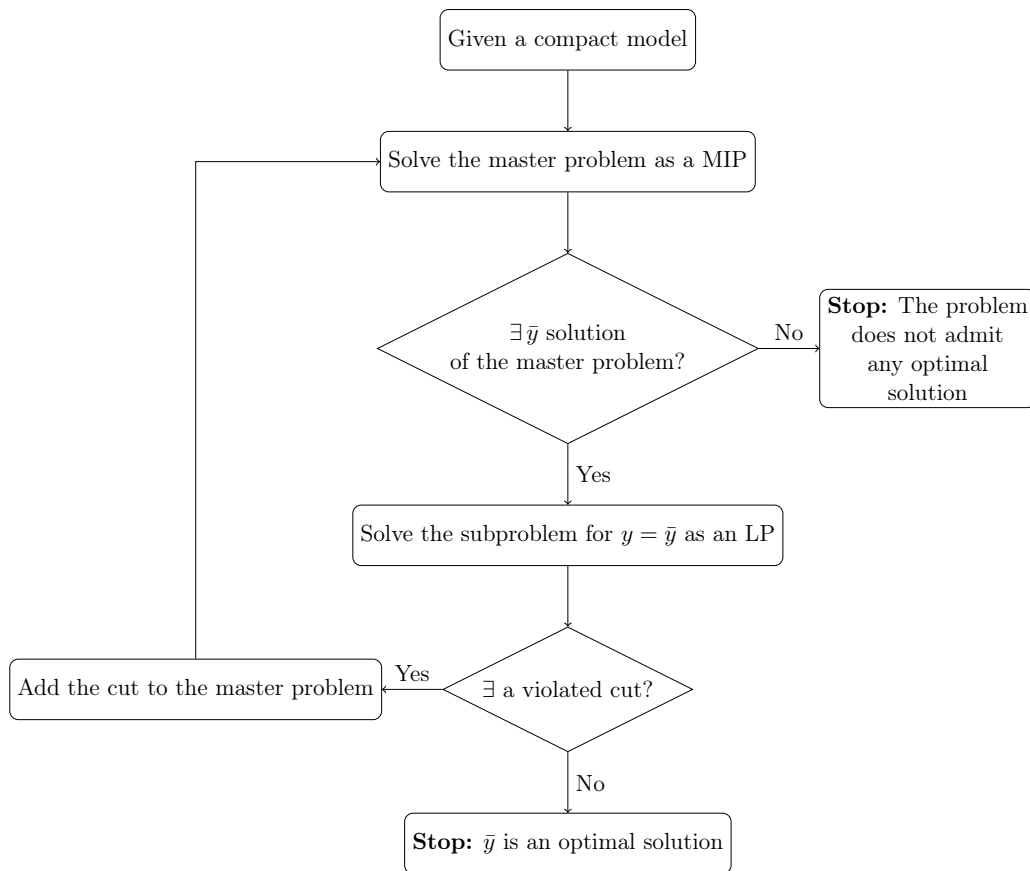 Given a compact model
Solve the master problem as a MIP
∃ ȳ solution
of the master problem?
No
Stop: The problem
does not admit
any optimal
solution
Yes
Solve the subproblem for y = ȳ as an LP
Add the cut to the master problem
Yes
∃ a violated cut?
No
Stop: ȳ is an optimal solution